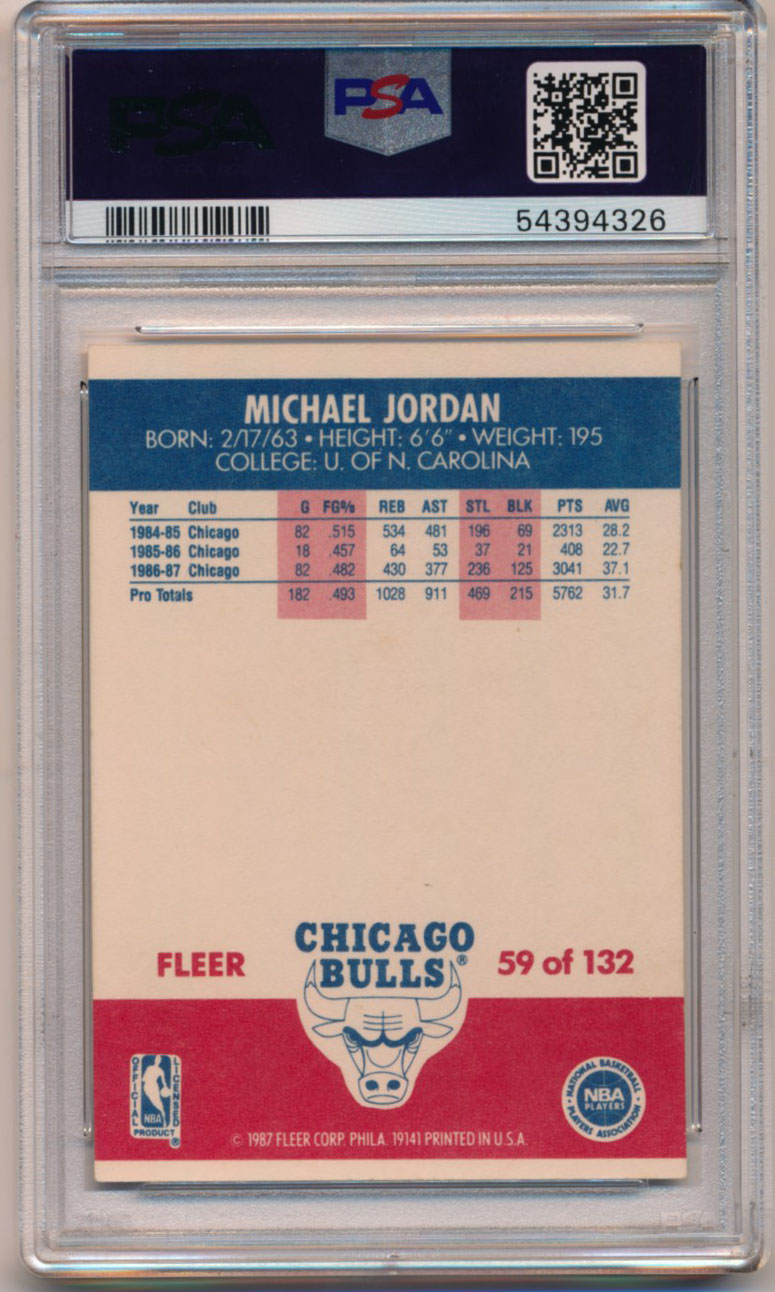 PSA
PSA
54394326
MICHAEL JORDAN
BORN: 2/17/63 • HEIGHT: 6'6" • WEIGHT: 195
COLLEGE: U. OF N. CAROLINA
Year Club G FG% REB AST STL BLK PTS AVG
1984-85 Chicago 82 .515 534 481 196 69 2313 28.2
1985-86 Chicago 18 .457 64 53 37 21 408 22.7
1986-87 Chicago 82 .482 430 377 236 125 3041 37.1
Pro Totals 182 .493 1028 911 469 215 5762 31.7
CHICAGO
BULLS®
FLEER
59 of 132
OFFICIAL LICENSED
NBA
PRODUCT ®
NATIONAL BASKETBALL
NBA
PLAYERS
PLAYERS ASSOCIATION
© 1987 FLEER CORP. PHILA. 19141 PRINTED IN U.S.A.